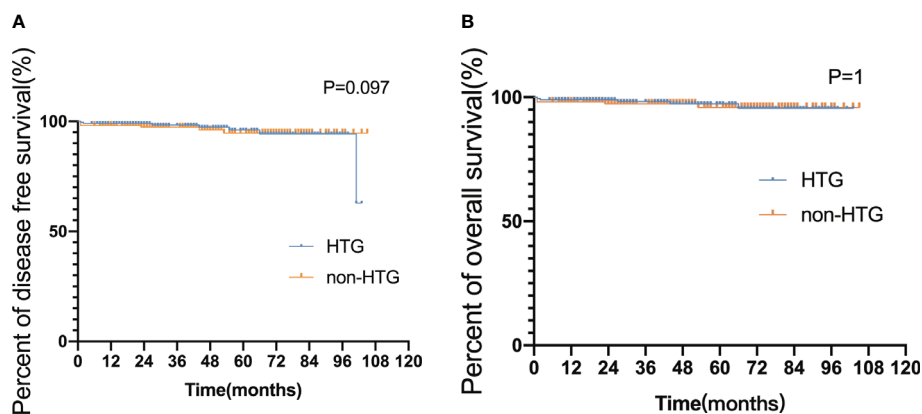 A
Percent of disease free survival(%)
P=0.097
100
50
0
HTG
non-HTG
0 12 24 36 48 60 72 84 96 108 120
Time(months)
B
Percent of overall survival(%)
P=1
100
50
0
HTG
non-HTG
0 12 24 36 48 60 72 84 96 108 120
Time(months)